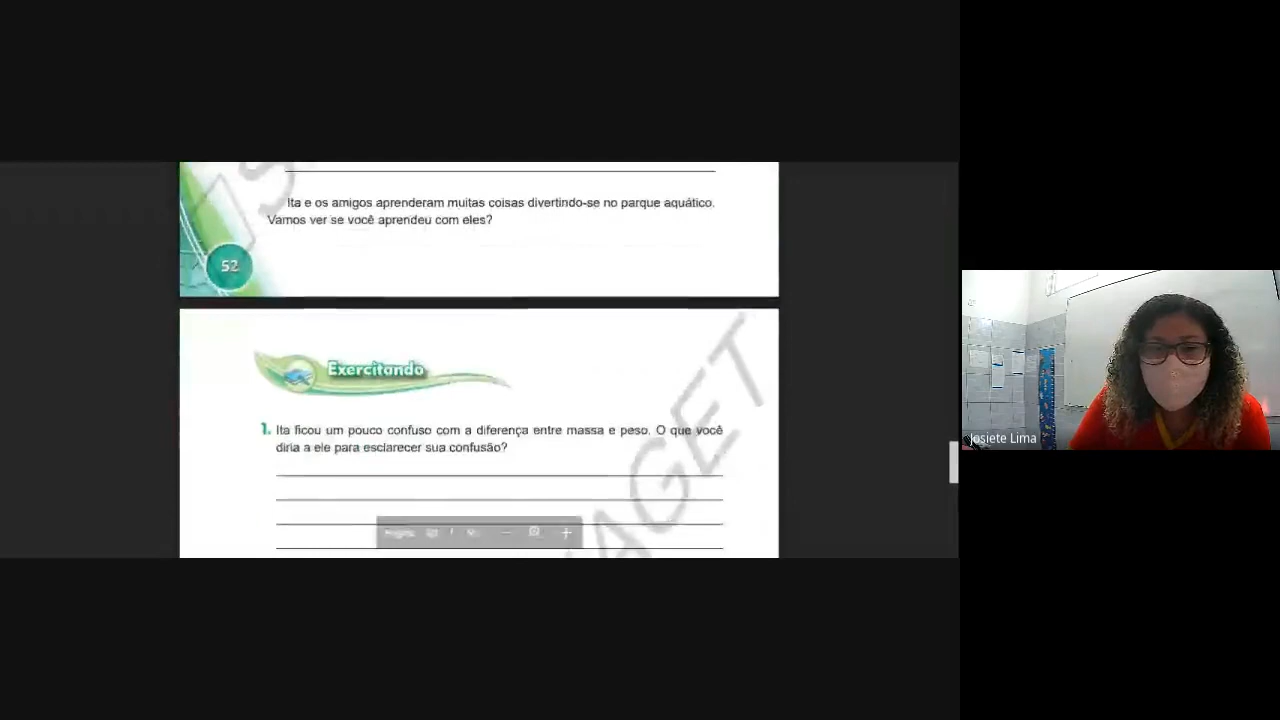 Ita e os amigos aprenderam muitas coisas divertindo-se no parque aquático.
Vamos ver se você aprendeu com eles?
52
Exercitando
1. Ita ficou um pouco confuso com a diferença entre massa e peso. O que você
diria a ele para esclarecer sua confusão?
AGET
Josiete Lima